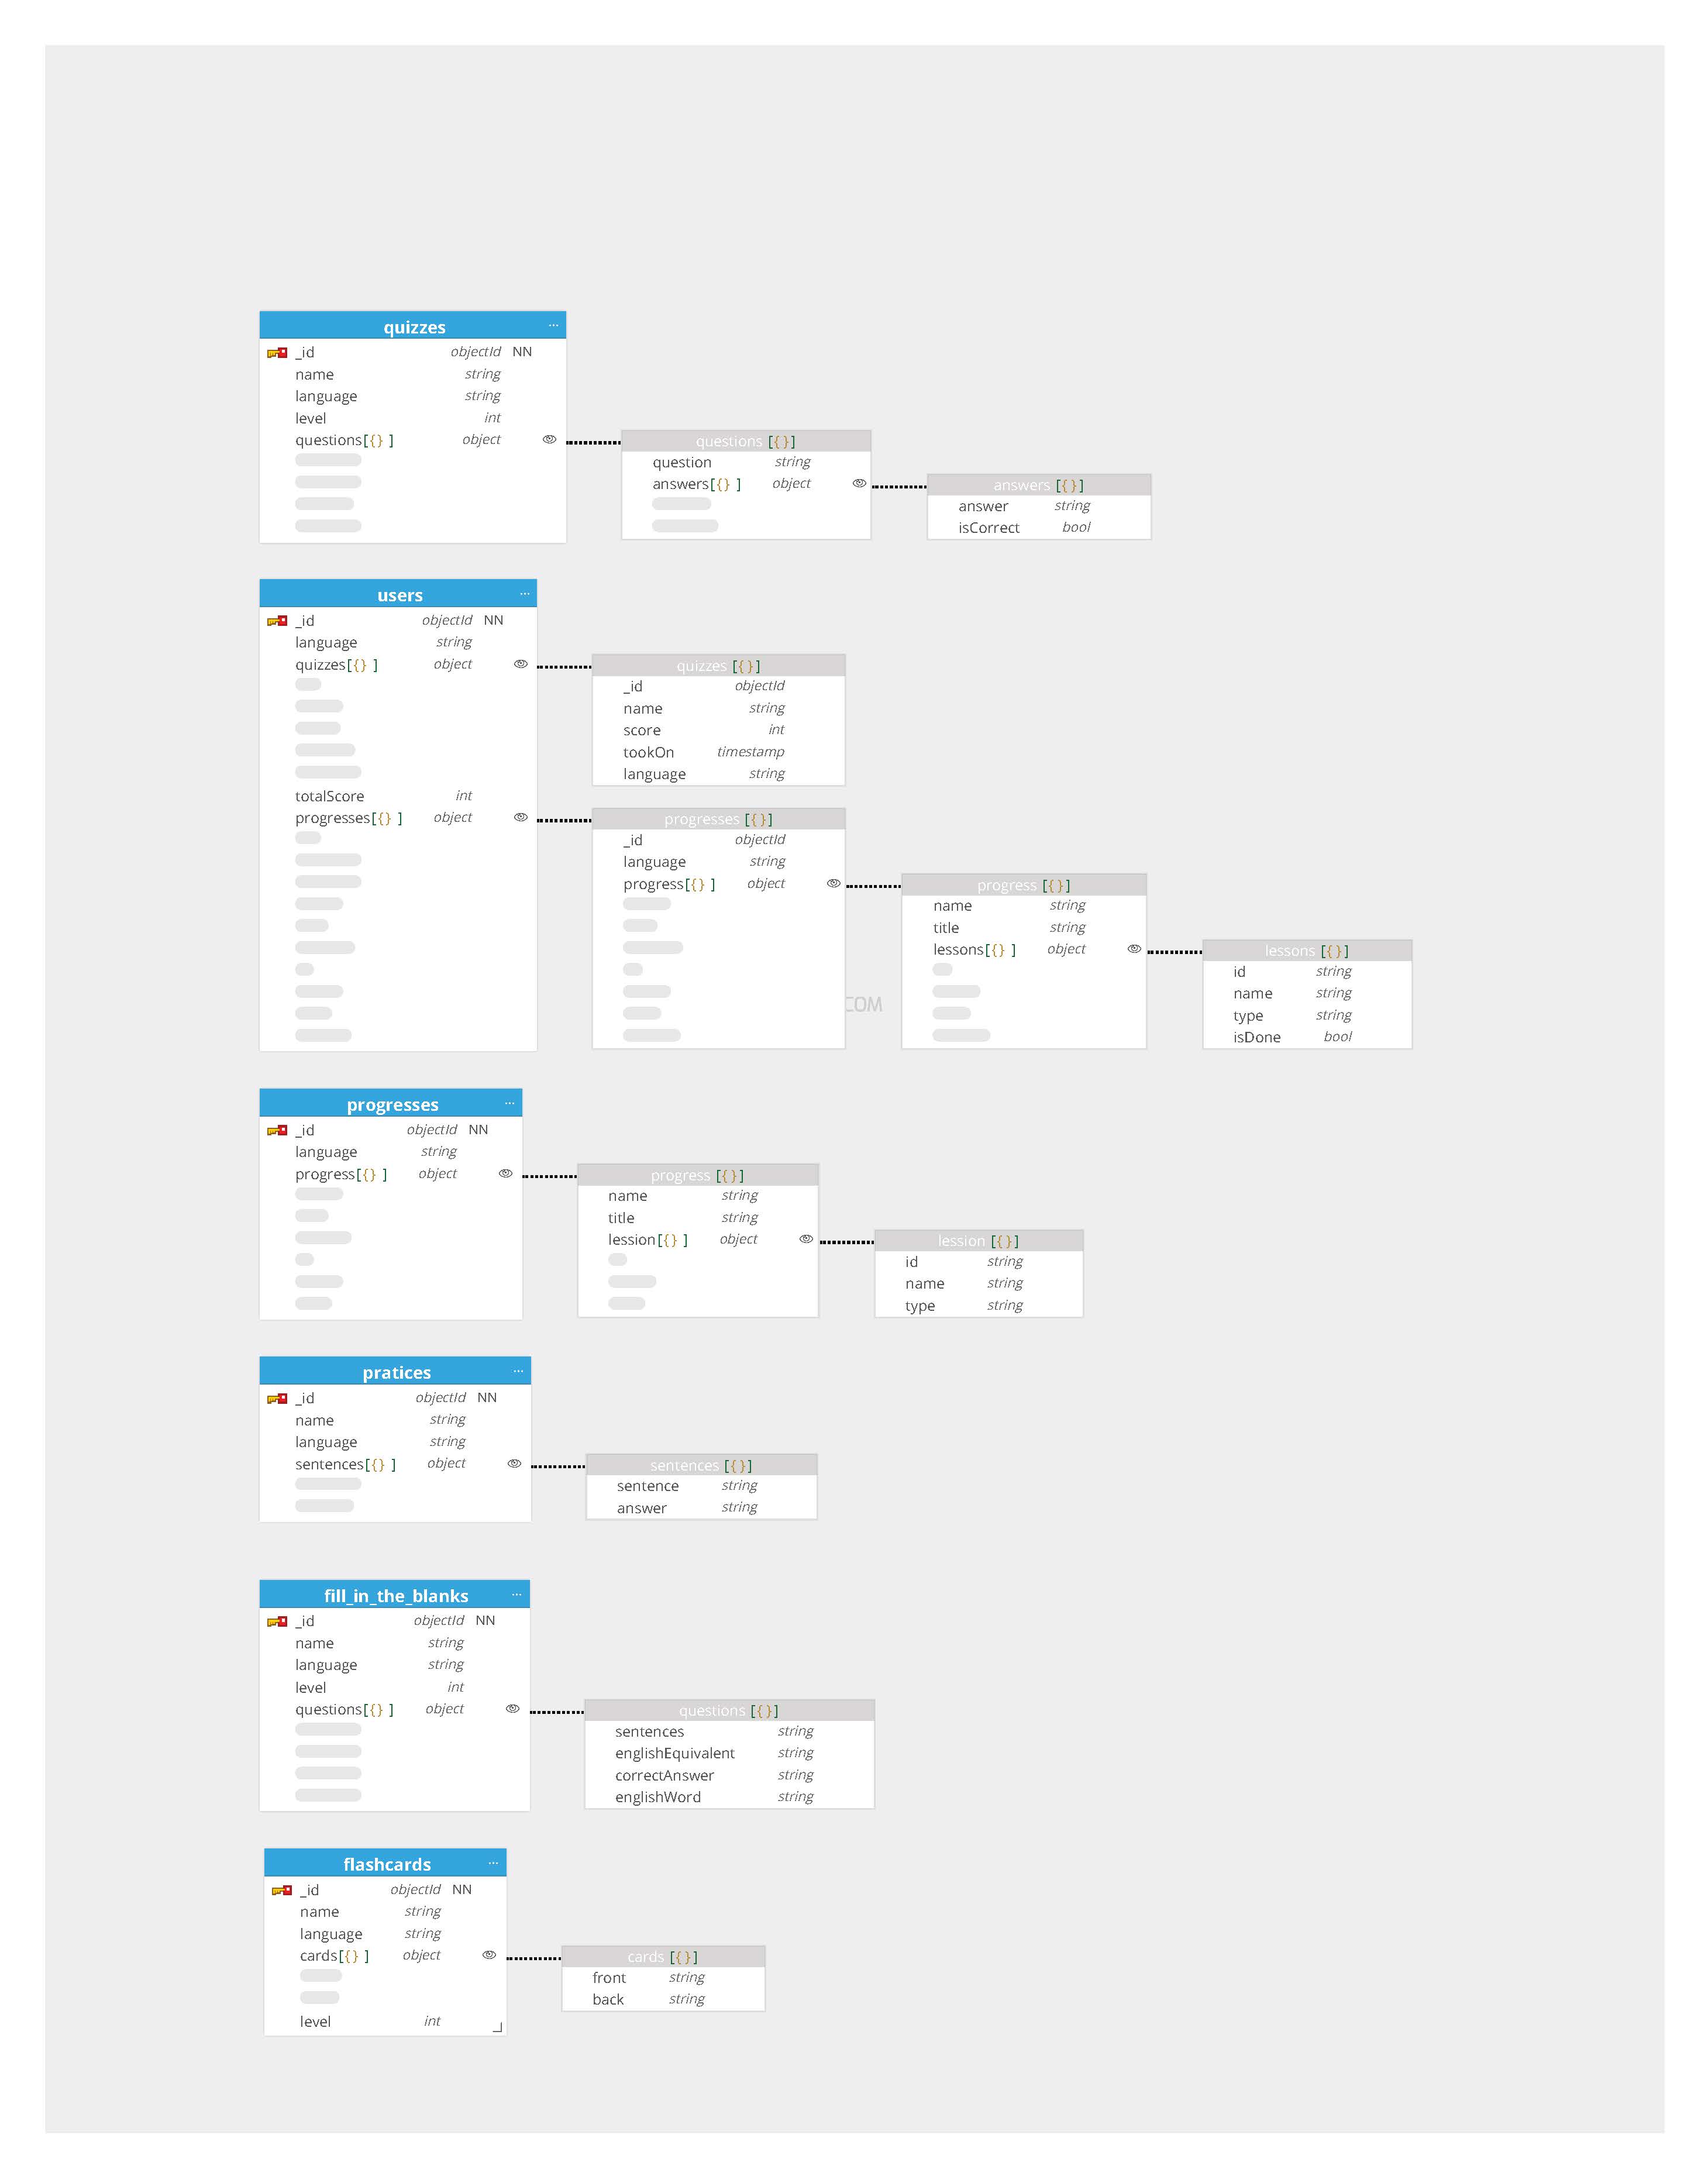 quizzes ...
_id objectId NN
name string
language string
level int
questions[{} ] object
questions [{}]
question string
answers[{} ] object
answers [{}]
answer string
isCorrect bool
users ...
_id objectId NN
language string
quizzes[{} ] object
totalScore int
progresses[{} ] object
quizzes [{}]
_id objectId
name string
score int
tookOn timestamp
language string
progresses [{}]
_id objectId
language string
progress[{} ] object
progress [{}]
name string
title string
lessons[{} ] object
lessons [{}]
id string
name string
type string
isDone bool
COM
progresses ...
_id objectId NN
language string
progress[{} ] object
progress [{}]
name string
title string
lession[{} ] object
lession [{}]
id string
name string
type string
pratices ...
_id objectId NN
name string
language string
sentences[{} ] object
sentences [{}]
sentence string
answer string
fill_in_the_blanks ...
_id objectId NN
name string
language string
level int
questions[{} ] object
questions [{}]
sentences string
englishEquivalent string
correctAnswer string
englishWord string
flashcards ...
_id objectId NN
name string
language string
cards[{} ] object
level int
cards [{}]
front string
back string